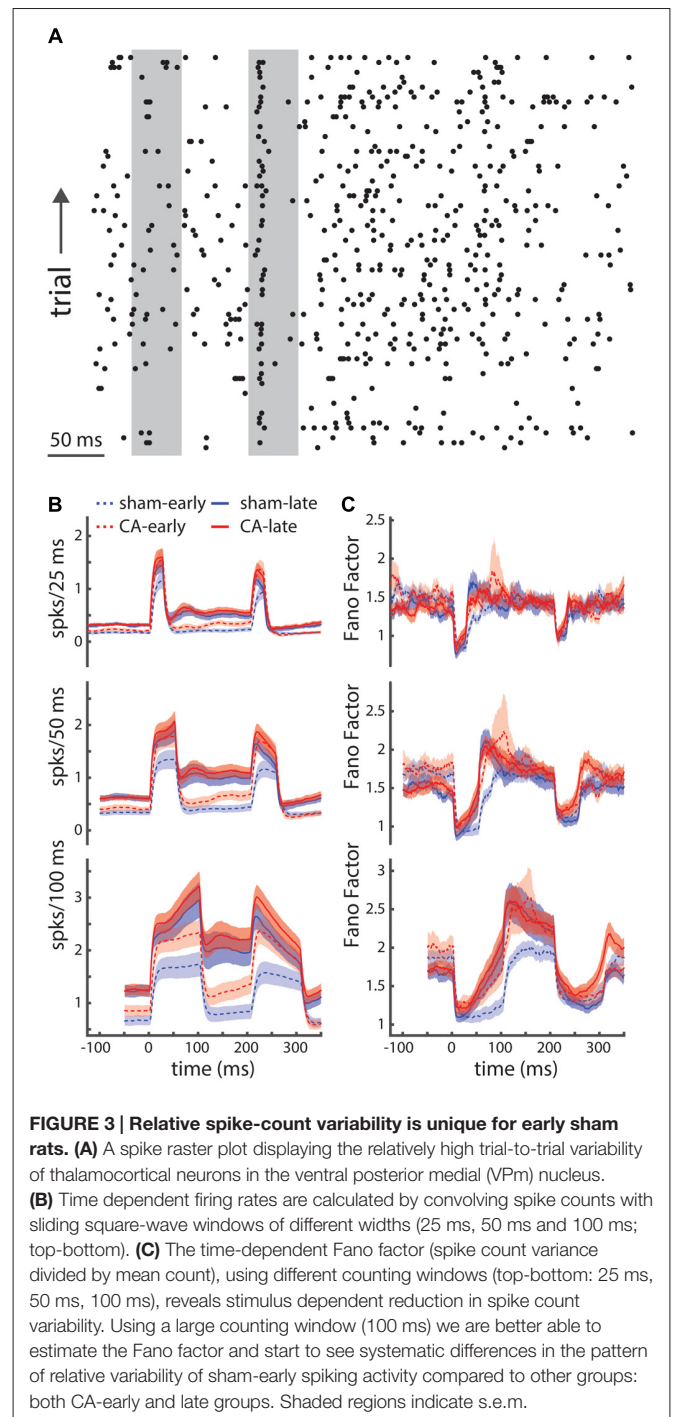 A
trial
50 ms
B
sham-early
sham-late
C
CA-early
CA-late
2.5
2
1
0
spks/25 ms
2
1.5
1
Fano Factor
2
1
0
spks/50 ms
2.5
2
1.5
1
Fano Factor
3
2
1
spks/100 ms
3
2.5
2
1.5
1
Fano Factor
-100 0 100 200 300
time (ms)
-100 0 100 200 300
time (ms)
FIGURE 3 | Relative spike-count variability is unique for early sham
rats. (A) A spike raster plot displaying the relatively high trial-to-trial variability
of thalamocortical neurons in the ventral posterior medial (VPm) nucleus.
(B) Time dependent firing rates are calculated by convolving spike counts with
sliding square-wave windows of different widths (25 ms, 50 ms and 100 ms;
top-bottom). (C) The time-dependent Fano factor (spike count variance
divided by mean count), using different counting windows (top-bottom: 25 ms,
50 ms, 100 ms), reveals stimulus dependent reduction in spike count
variability. Using a large counting window (100 ms) we are better able to
estimate the Fano factor and start to see systematic differences in the pattern
of relative variability of sham-early spiking activity compared to other groups:
both CA-early and late groups. Shaded regions indicate s.e.m.